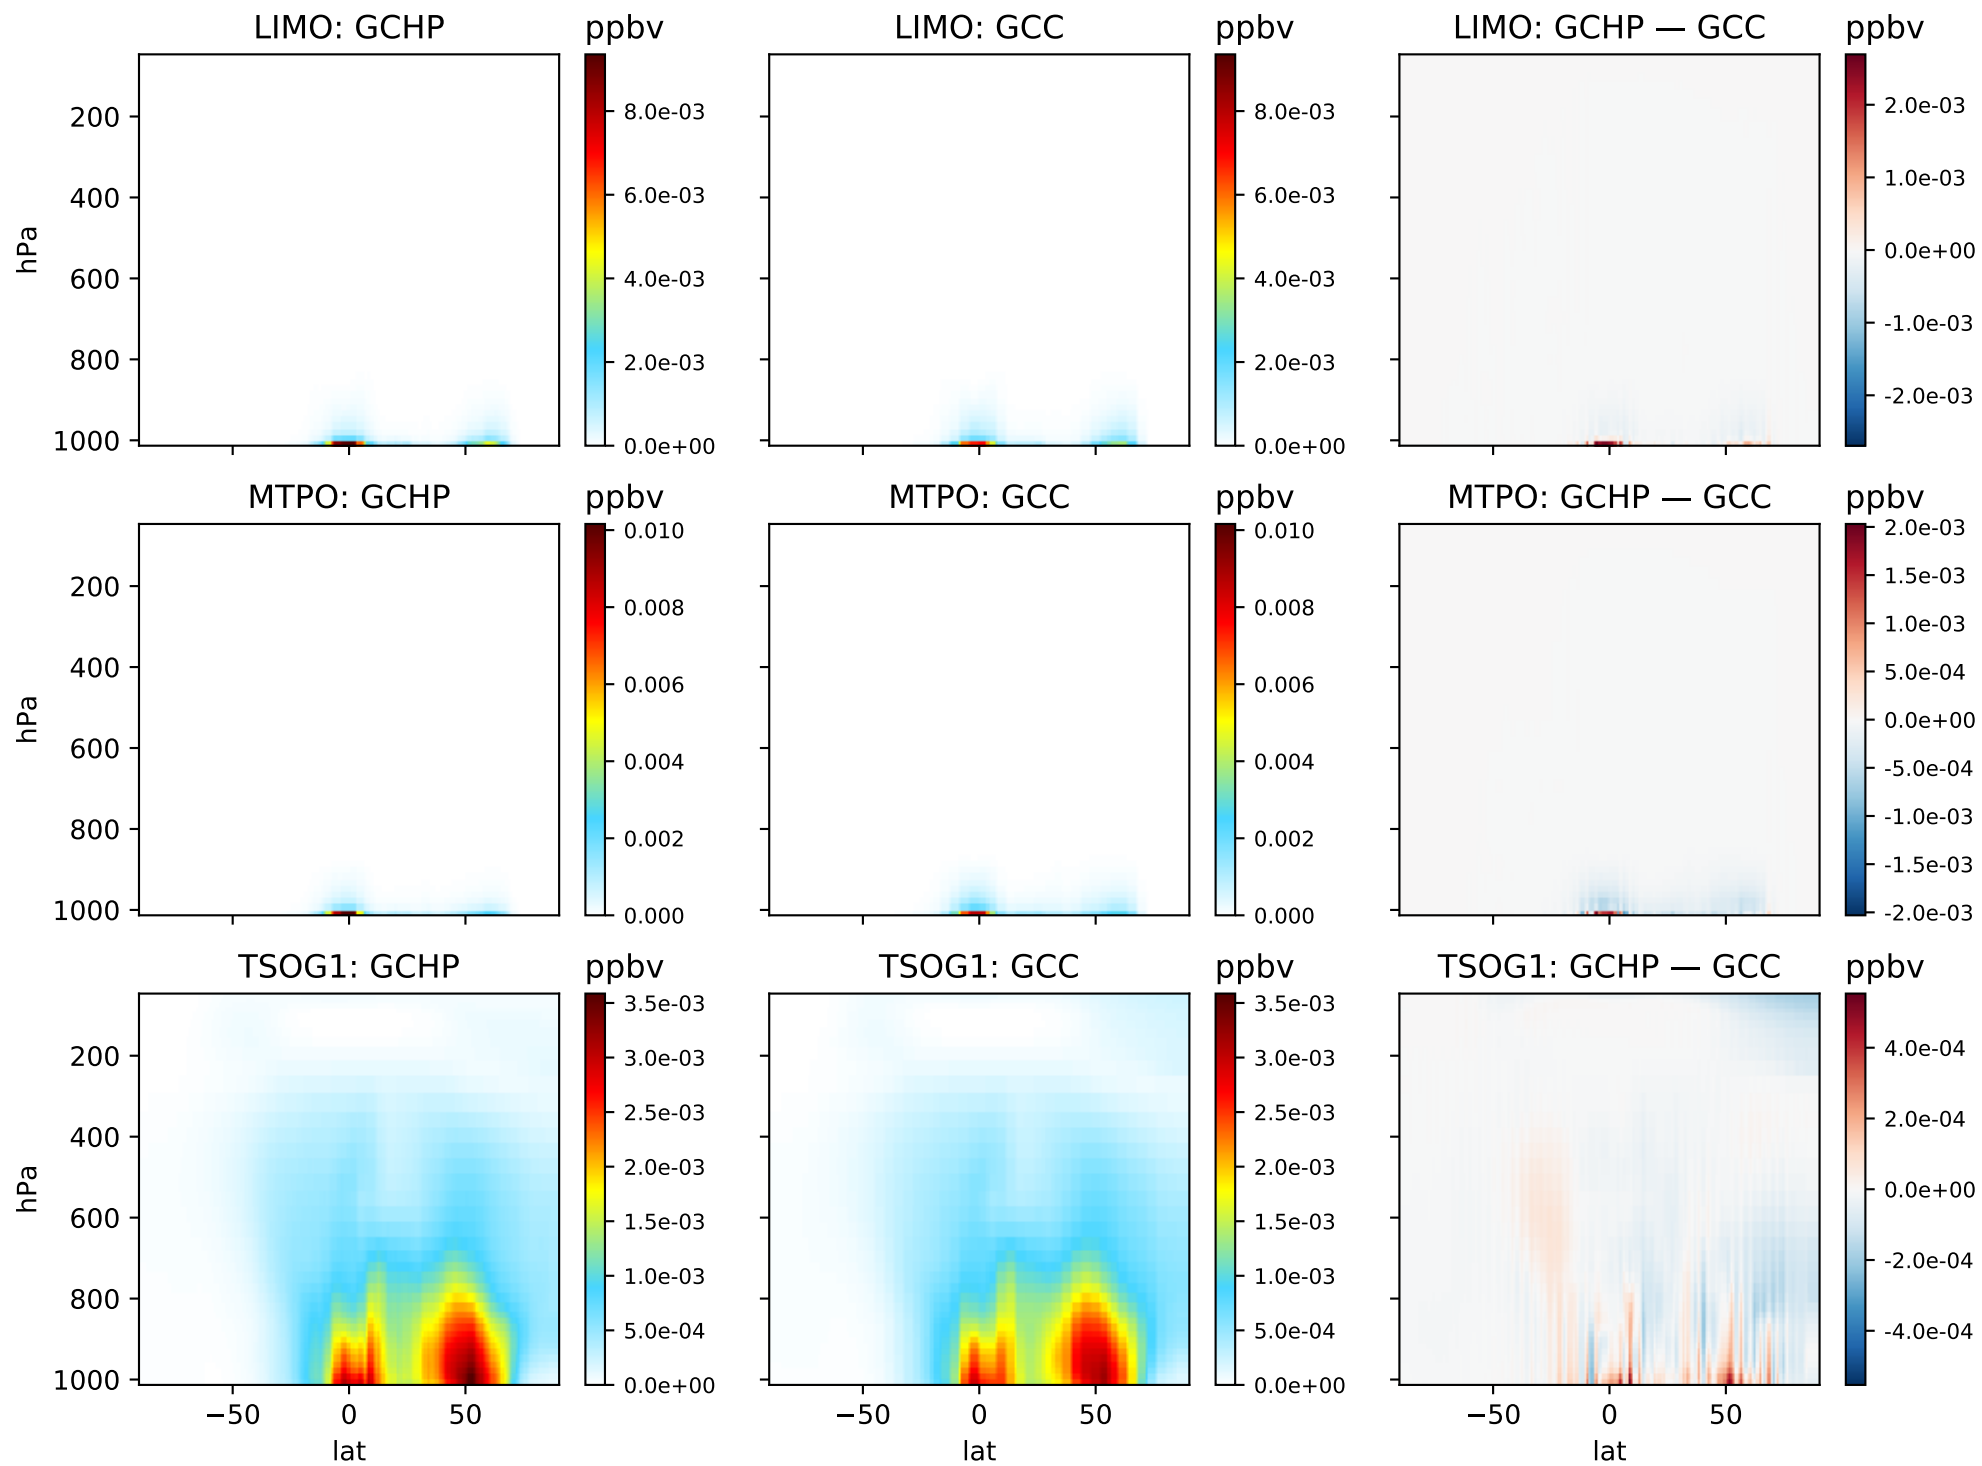 LIMO: GCHP ppbv LIMO: GCC ppbv LIMO: GCHP — GCC ppbv
hPa
200
400
600
800
1000
8.0e-03
6.0e-03
4.0e-03
2.0e-03
0.0e+00
8.0e-03
6.0e-03
4.0e-03
2.0e-03
0.0e+00
2.0e-03
1.0e-03
0.0e+00
-1.0e-03
-2.0e-03
MTPO: GCHP ppbv MTPO: GCC ppbv MTPO: GCHP — GCC ppbv
hPa
200
400
600
800
1000
0.010
0.008
0.006
0.004
0.002
0.000
0.010
0.008
0.006
0.004
0.002
0.000
2.0e-03
1.5e-03
1.0e-03
5.0e-04
0.0e+00
-5.0e-04
-1.0e-03
-1.5e-03
-2.0e-03
TSOG1: GCHP ppbv TSOG1: GCC ppbv TSOG1: GCHP — GCC ppbv
hPa
200
400
600
800
1000
3.5e-03
3.0e-03
2.5e-03
2.0e-03
1.5e-03
1.0e-03
5.0e-04
0.0e+00
3.5e-03
3.0e-03
2.5e-03
2.0e-03
1.5e-03
1.0e-03
5.0e-04
0.0e+00
4.0e-04
2.0e-04
0.0e+00
-2.0e-04
-4.0e-04
−50 0 50 −50 0 50 −50 0 50
lat lat lat